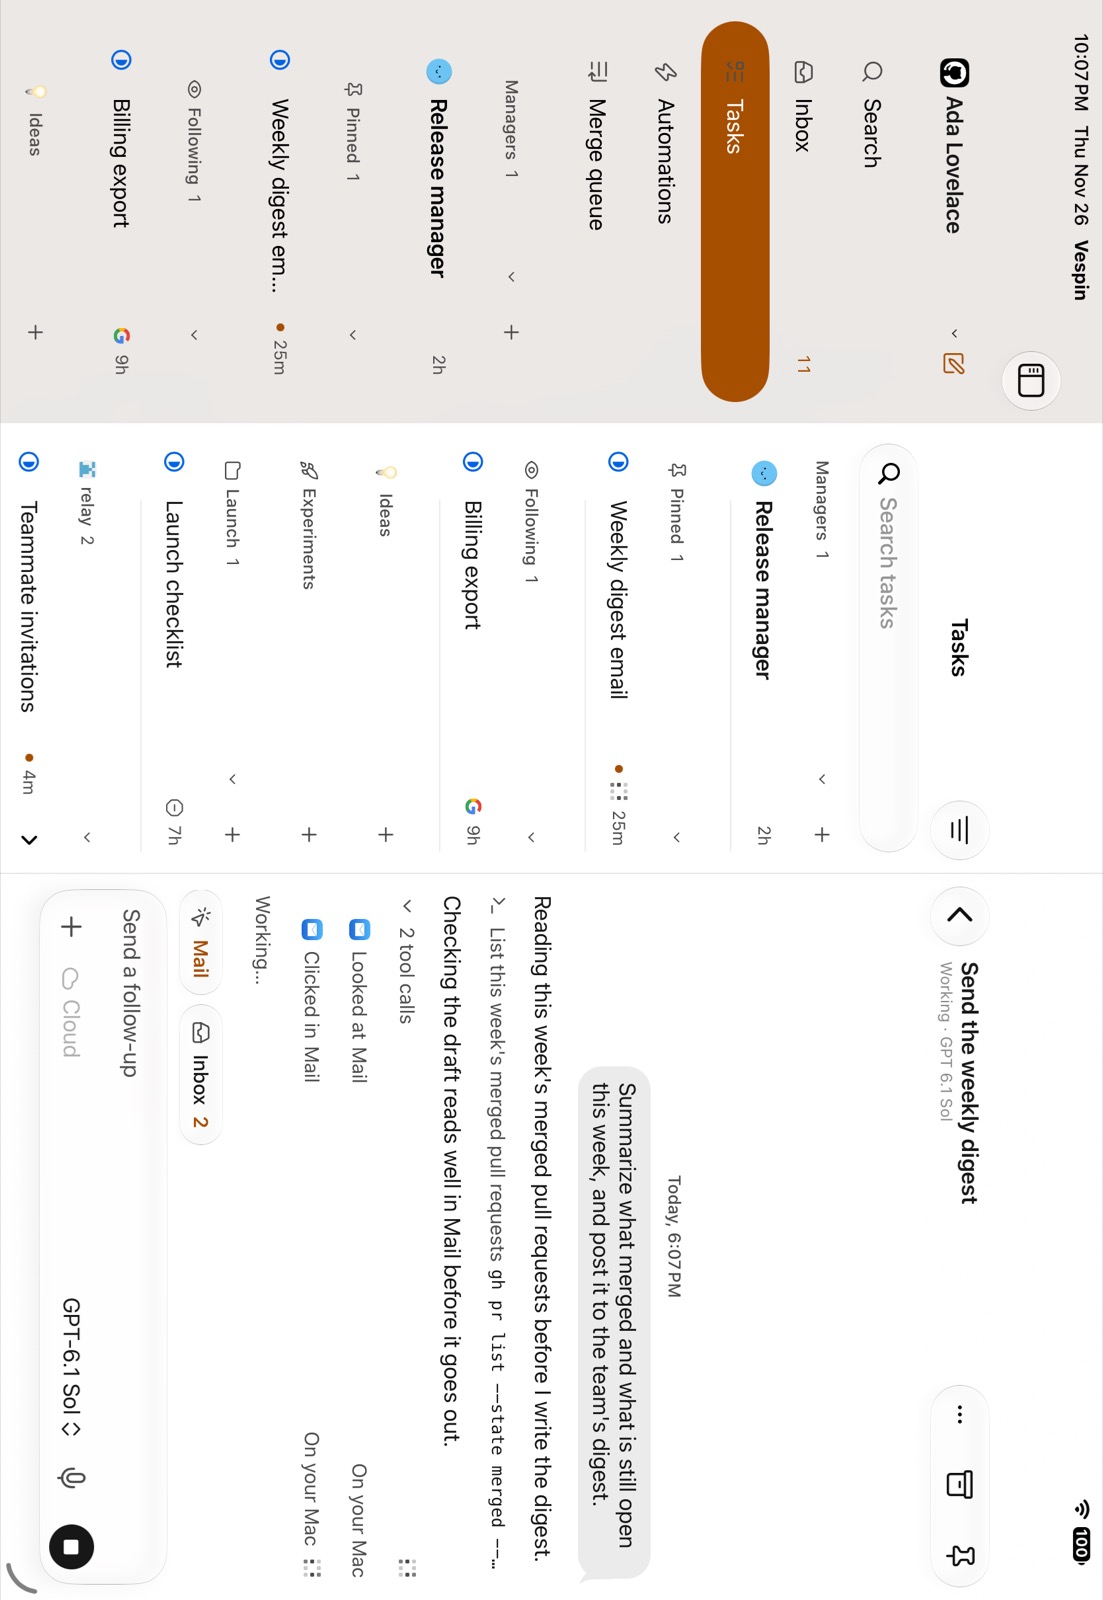 10:07 PM Thu Nov 26 Vespin
100
Ada Lovelace
Search
Inbox 11
Tasks
Automations
Merge queue
Managers 1
Release manager 2h
Pinned 1
Weekly digest em... 25m
Following 1
Billing export 9h
Ideas
Tasks
Search tasks
Managers 1
Release manager 2h
Pinned 1
Weekly digest email 25m
Following 1
Billing export 9h
Ideas
Experiments
Launch 1
Launch checklist 7h
relay 2
Teammate invitations 4m
Send the weekly digest
Working · GPT 6.1 Sol
Today, 6:07 PM
Summarize what merged and what is still open
this week, and post it to the team's digest.
Reading this week's merged pull requests before I write the digest.
List this week's merged pull requests gh pr list --state merged --…
Checking the draft reads well in Mail before it goes out.
2 tool calls
Looked at Mail On your Mac
Clicked in Mail On your Mac
Working...
Mail
Inbox 2
Send a follow-up
Cloud
GPT-6.1 Sol